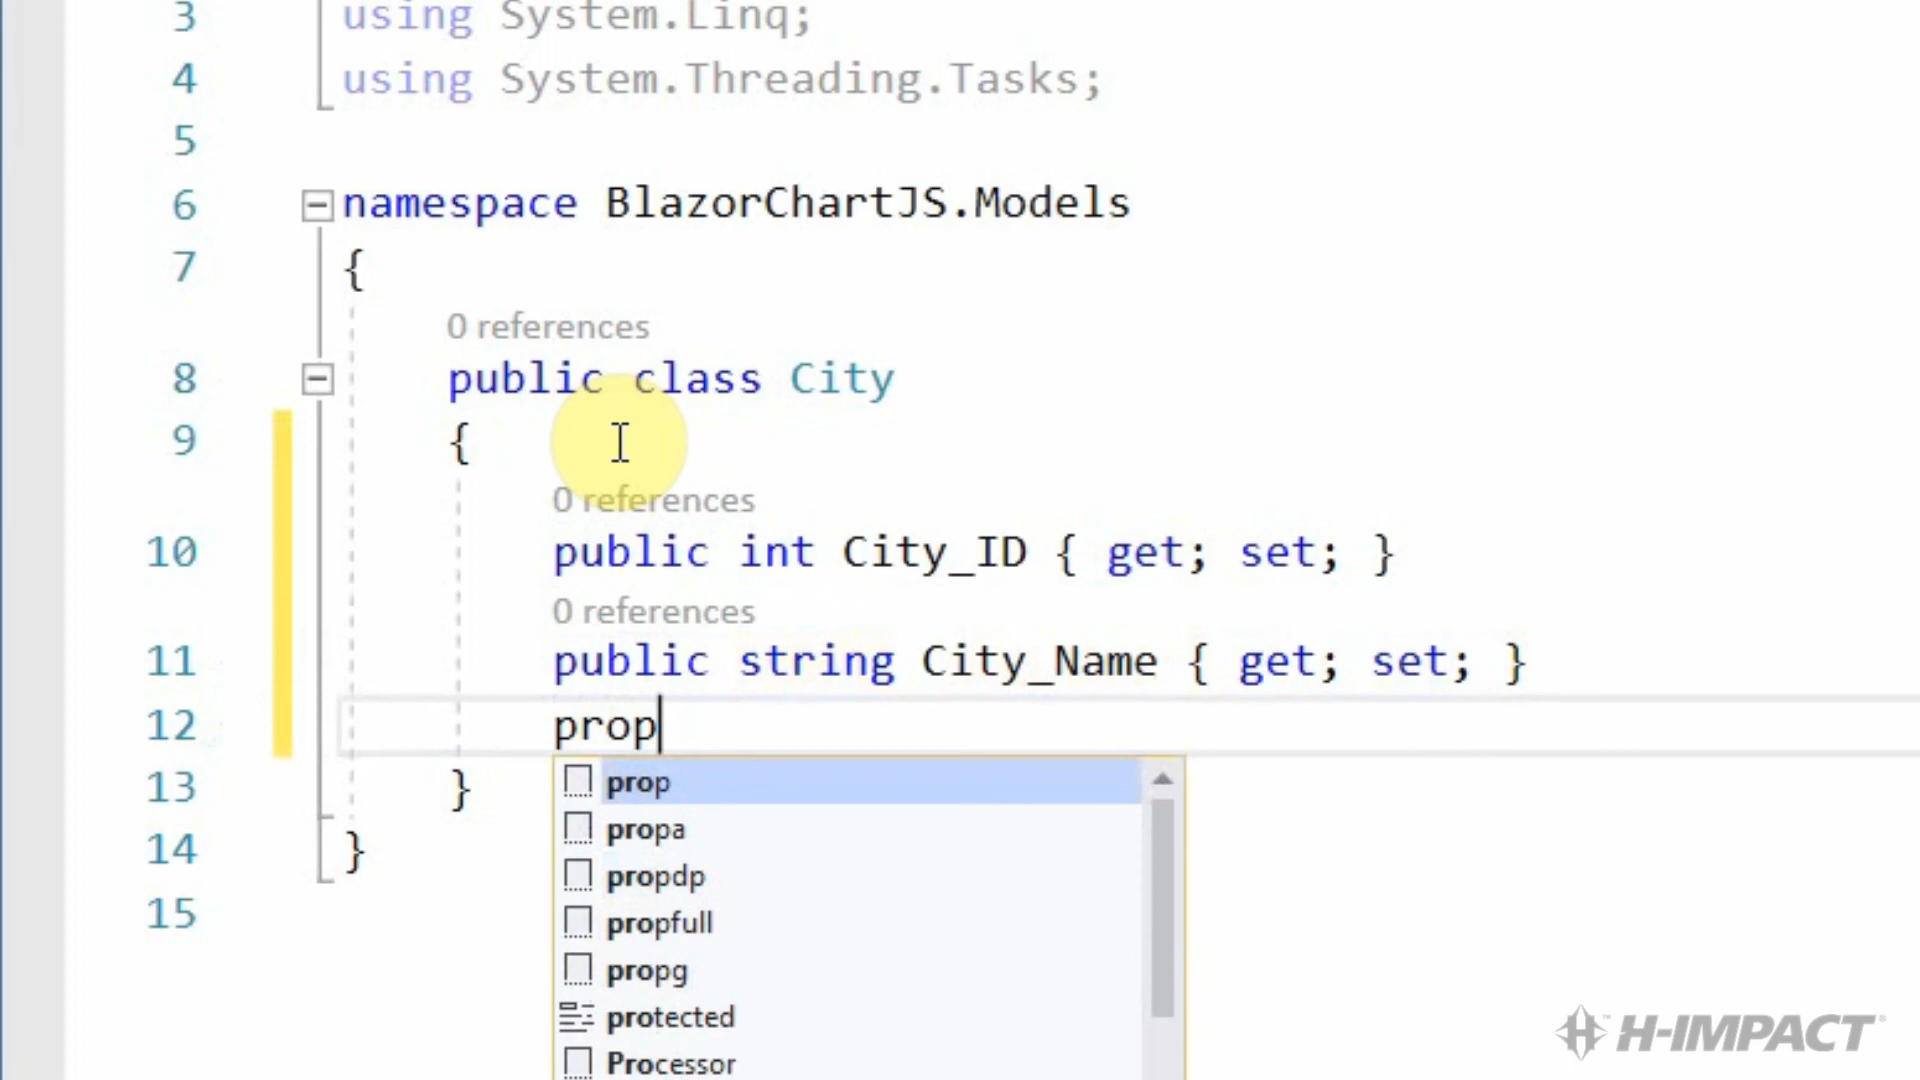 3 using System.Linq;
4 using System.Threading.Tasks;
5
6 namespace BlazorChartJS.Models
7 {
0 references
8 public class City
9 {
0 references
10 public int City_ID { get; set; }
0 references
11 public string City_Name { get; set; }
12 prop
13 }
14 }
15
prop
propa
propdp
propfull
propg
protected
Processor
H-IMPACT